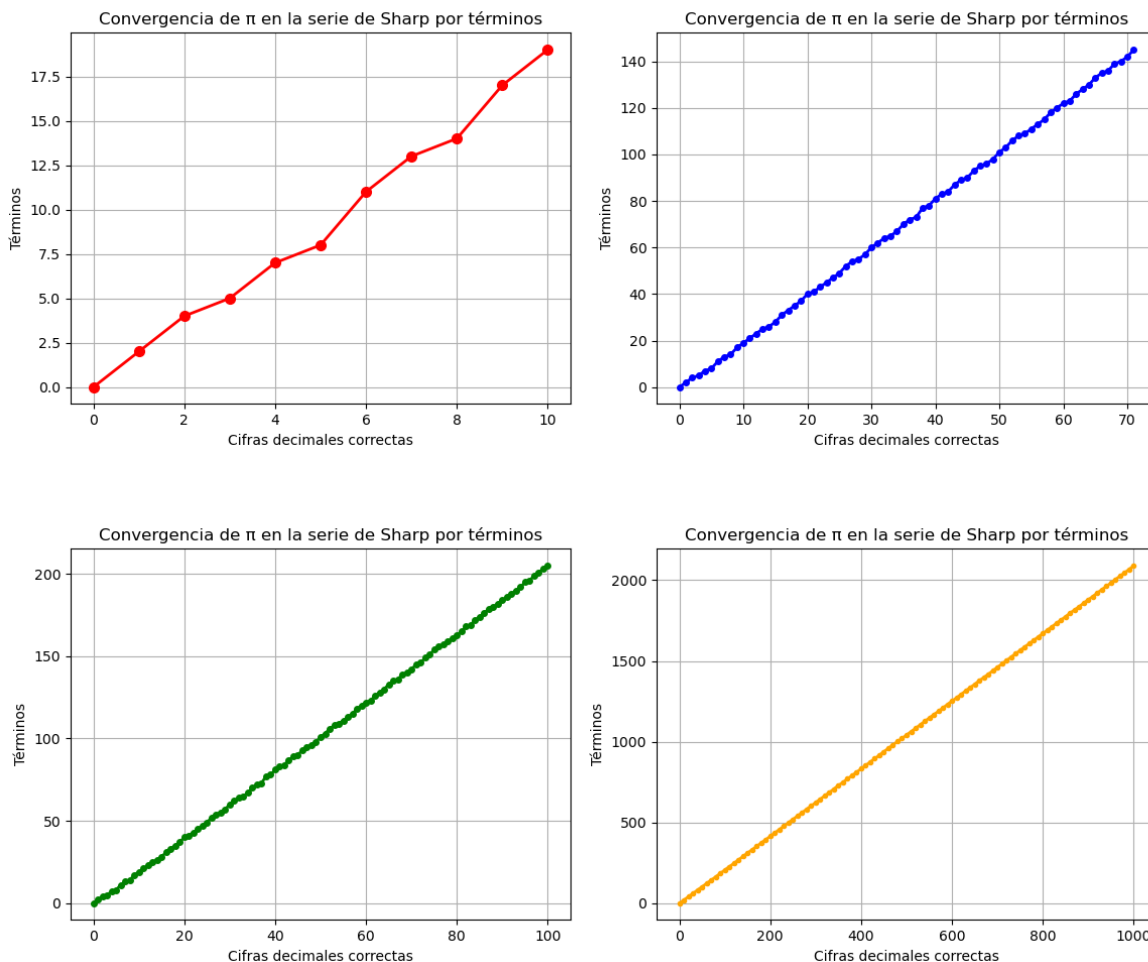 Convergencia de π en la serie de Sharp por términos
17.5
15.0
12.5
10.0
7.5
5.0
2.5
0.0
Términos
0 2 4 6 8 10
Cifras decimales correctas
Convergencia de π en la serie de Sharp por términos
140
120
100
80
60
40
20
0
Términos
0 10 20 30 40 50 60 70
Cifras decimales correctas
Convergencia de π en la serie de Sharp por términos
200
150
100
50
0
Términos
0 20 40 60 80 100
Cifras decimales correctas
Convergencia de π en la serie de Sharp por términos
2000
1500
1000
500
0
Términos
0 200 400 600 800 1000
Cifras decimales correctas